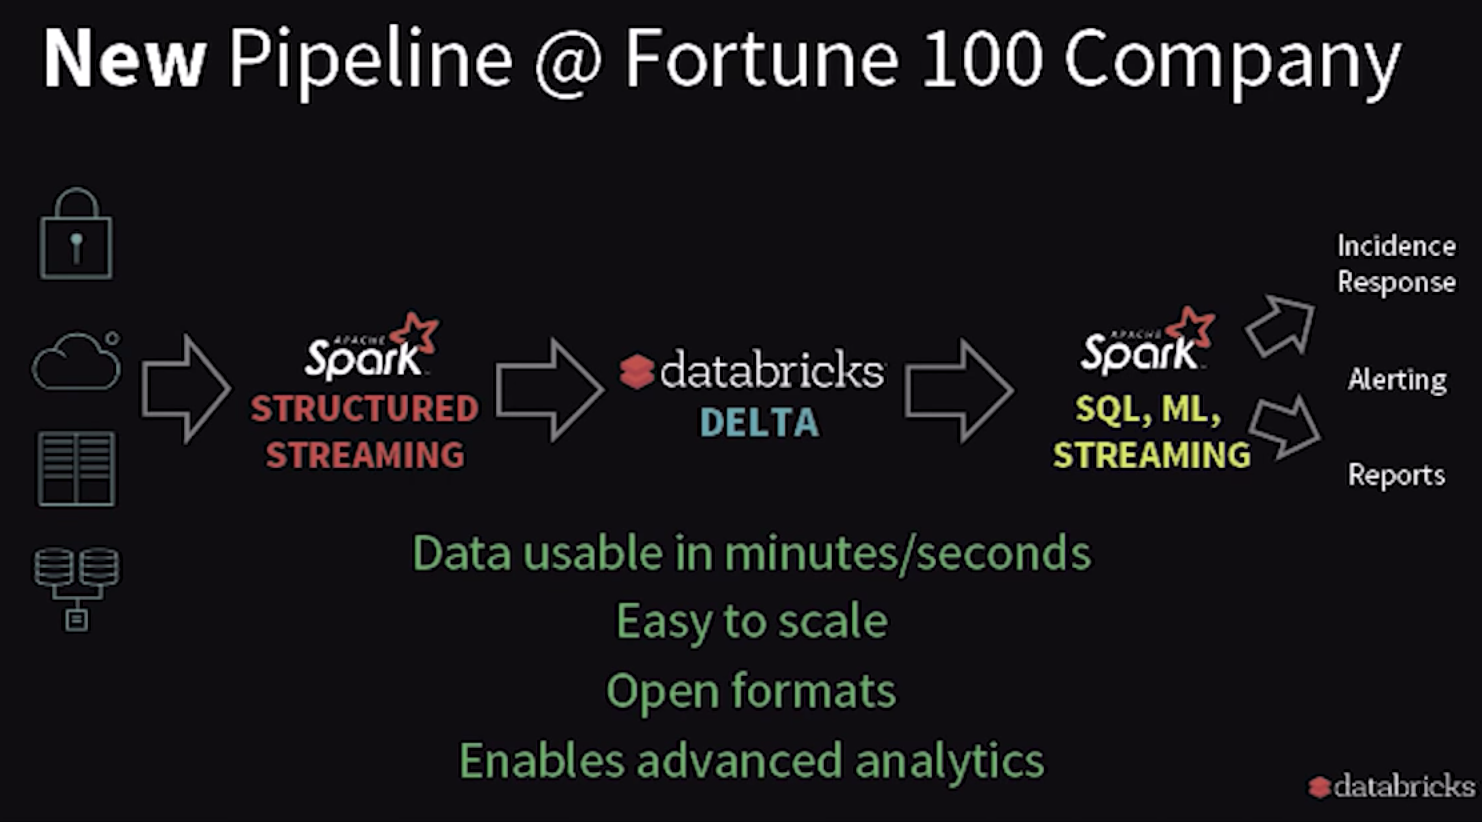 New Pipeline @ Fortune 100 Company
APACHE
Spark
STRUCTURED
STREAMING
databricks
DELTA
APACHE
Spark
SQL, ML,
STREAMING
Incidence
Response
Alerting
Reports
Data usable in minutes/seconds
Easy to scale
Open formats
Enables advanced analytics
databricks